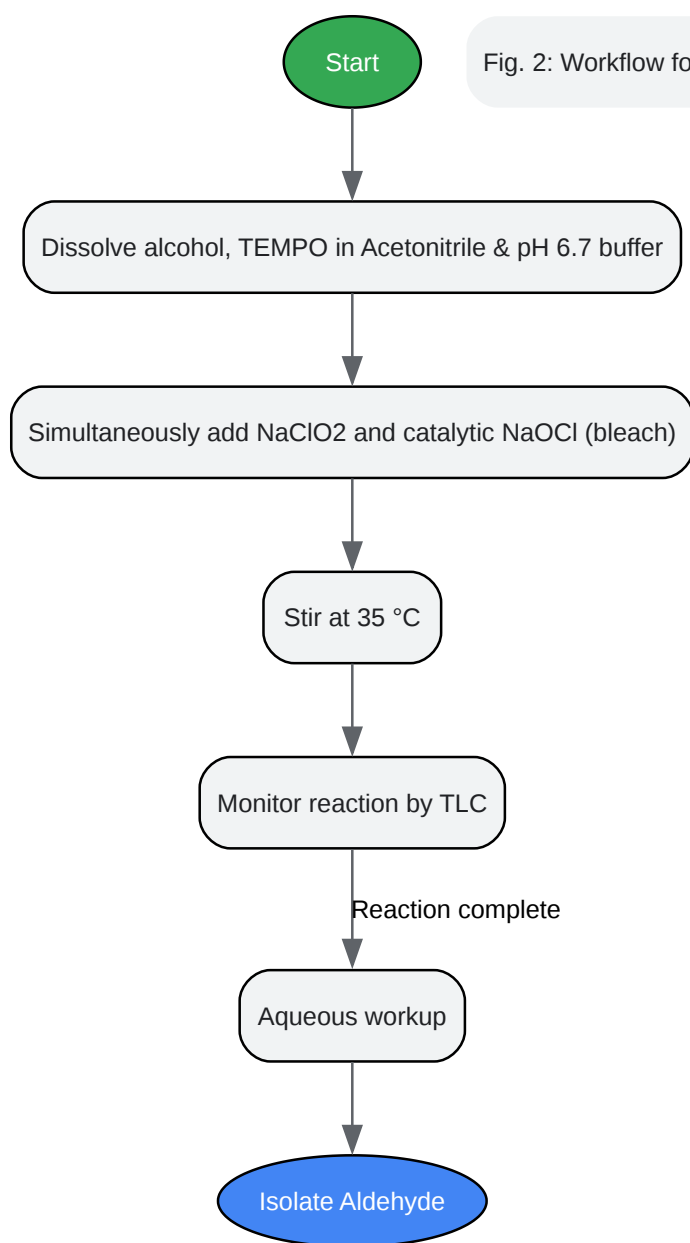 Start
Fig. 2: Workflow fo
Dissolve alcohol, TEMPO in Acetonitrile & pH 6.7 buffer
Simultaneously add NaClO2 and catalytic NaOCl (bleach)
Stir at 35 °C
Monitor reaction by TLC
Reaction complete
Aqueous workup
Isolate Aldehyde